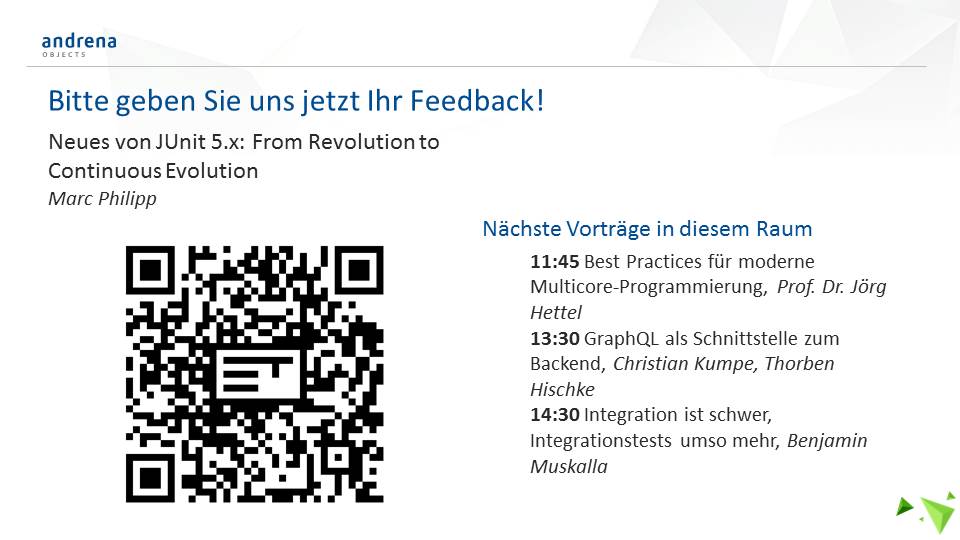 andrena
OBJECTS
Bitte geben Sie uns jetzt Ihr Feedback!
Neues von JUnit 5.x: From Revolution to
Continuous Evolution
Marc Philipp
Nächste Vorträge in diesem Raum
11:45 Best Practices für moderne
Multicore-Programmierung, Prof. Dr. Jörg
Hettel
13:30 GraphQL als Schnittstelle zum
Backend, Christian Kumpe, Thorben
Hischke
14:30 Integration ist schwer,
Integrationstests umso mehr, Benjamin
Muskalla